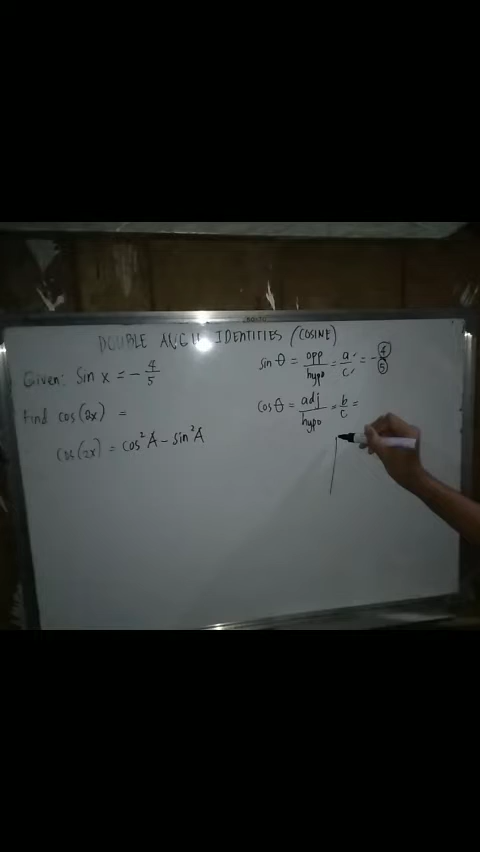 DOUBLE ANGLE IDENTITIES (COSINE)
Given: Sin x = - 4/5
find cos(2x) =
cos(2x) = cos²A - sin²A
sin θ = opp/hypo = a/c = - 4/5
cos θ = adj/hypo = b/c =